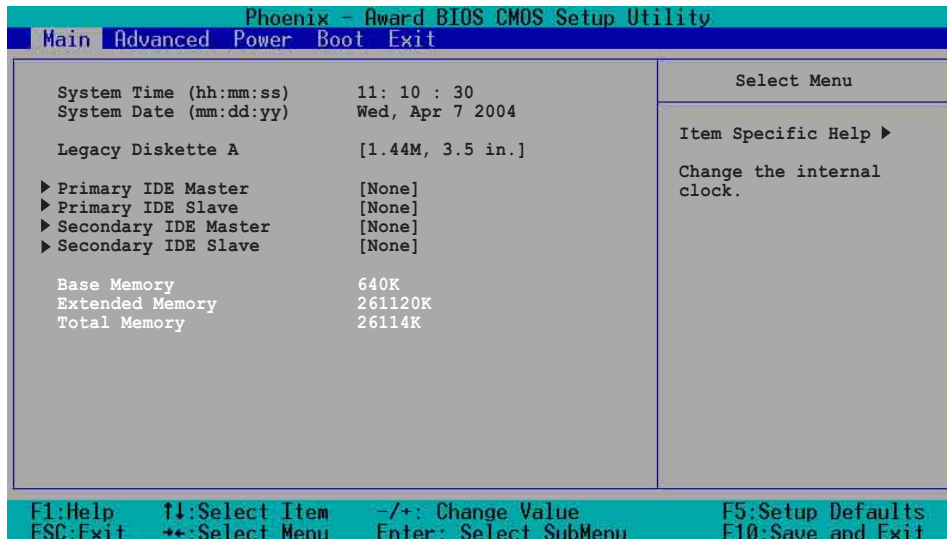 Phoenix - Award BIOS CMOS Setup Utility
Main Advanced Power Boot Exit
Select Menu
System Time (hh:mm:ss) 11: 10 : 30
System Date (mm:dd:yy) Wed, Apr 7 2004
Legacy Diskette A [1.44M, 3.5 in.]
Primary IDE Master [None]
Primary IDE Slave [None]
Secondary IDE Master [None]
Secondary IDE Slave [None]
Base Memory 640K
Extended Memory 261120K
Total Memory 26114K
Item Specific Help
Change the internal
clock.
F1:Help ↑↓:Select Item -/+: Change Value F5:Setup Defaults
ESC:Exit →←:Select Menu Enter: Select SubMenu F10:Save and Exit